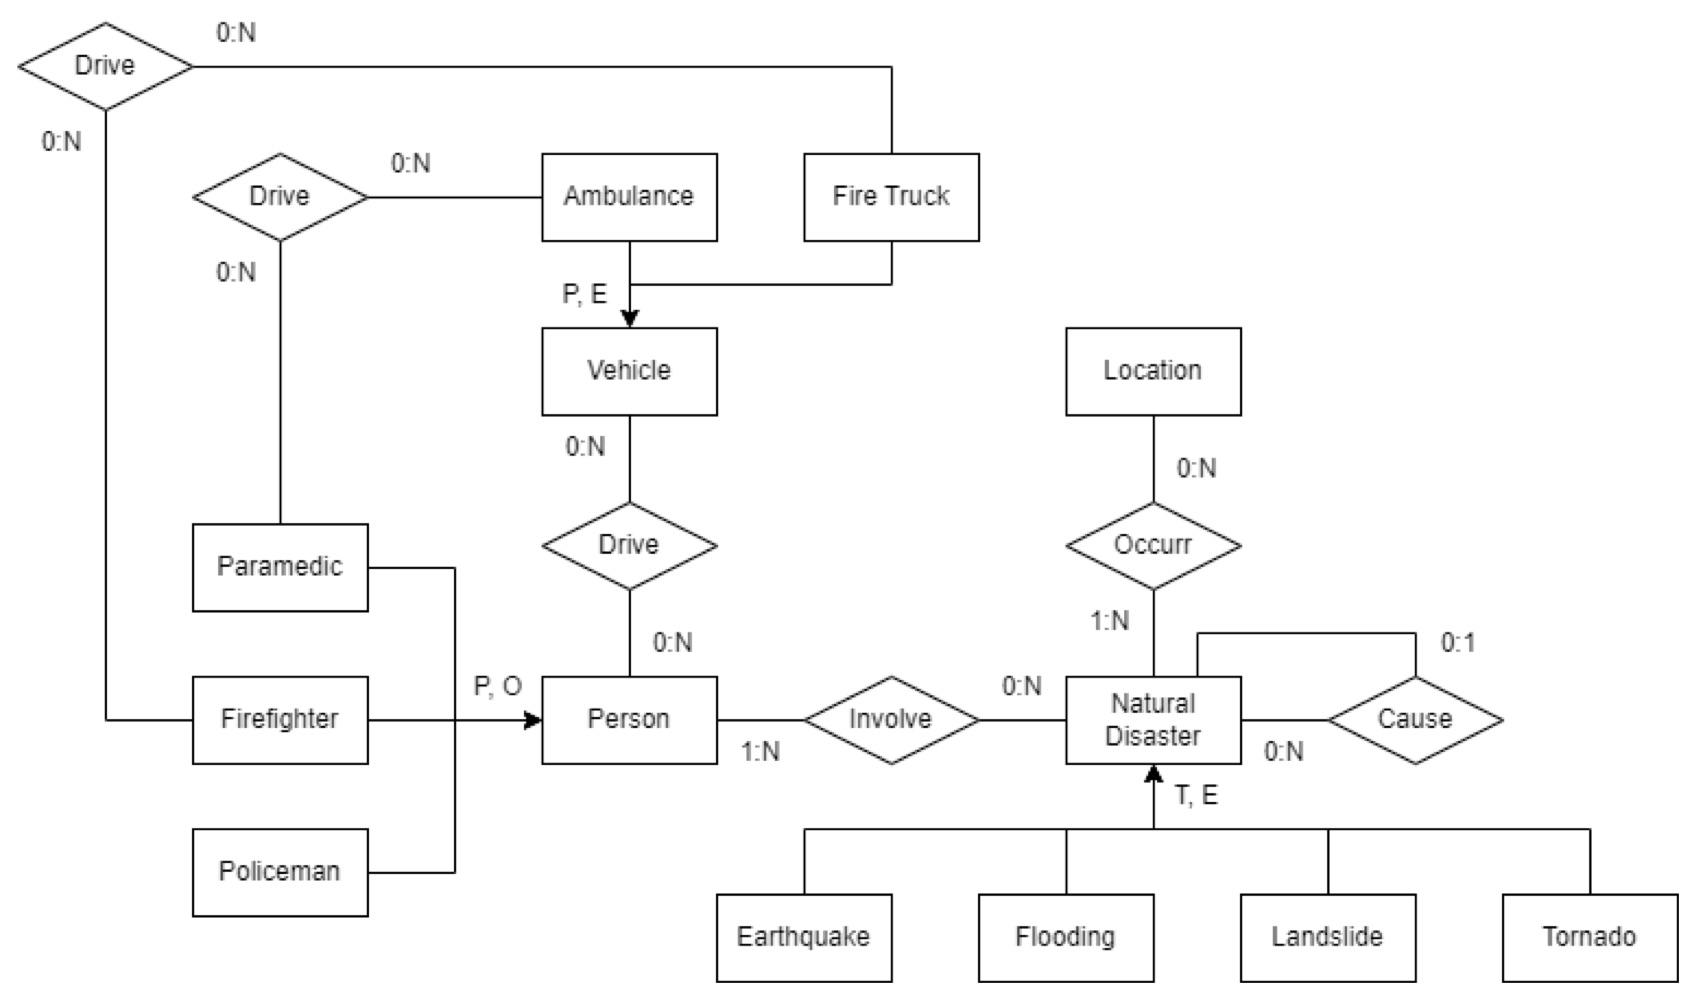 0:N
Drive
0:N
0:N
Drive
Ambulance
Fire Truck
0:N
P, E
Vehicle
Location
0:N
0:N
Drive
Occurr
Paramedic
1:N
0:N
0:1
P, O
0:N
Firefighter
Person
Involve
Natural
Disaster
Cause
1:N
0:N
T, E
Policeman
Earthquake
Flooding
Landslide
Tornado